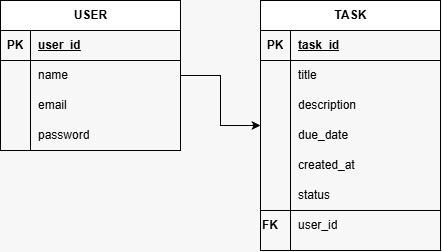 USER
PK user_id
name
email
password
TASK
PK task_id
title
description
due_date
created_at
status
FK user_id